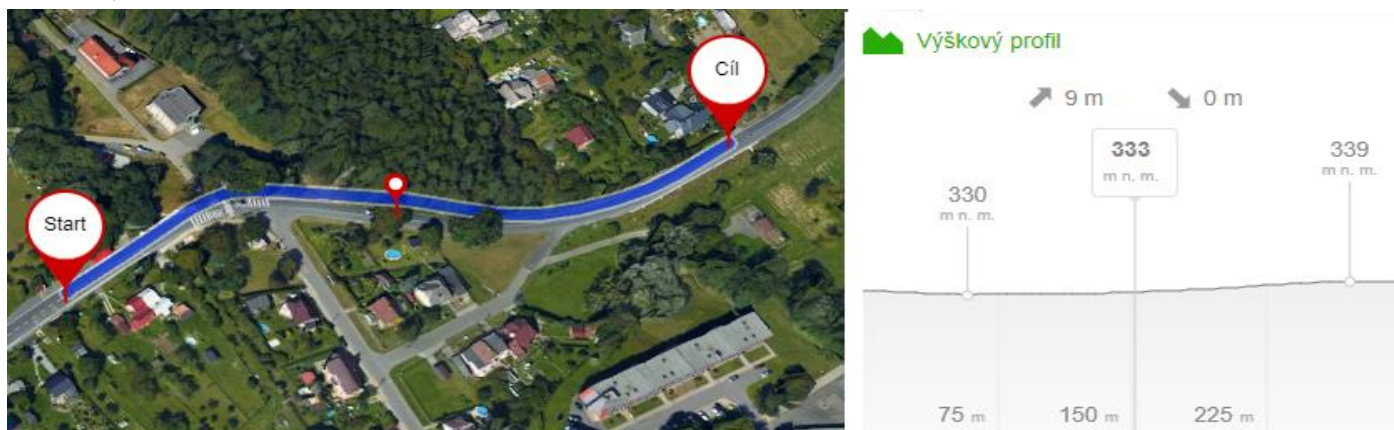 Start
Cíl
Výškový profil
9 m
0 m
330
m n. m.
333
m n. m.
339
m n. m.
75 m
150 m
225 m